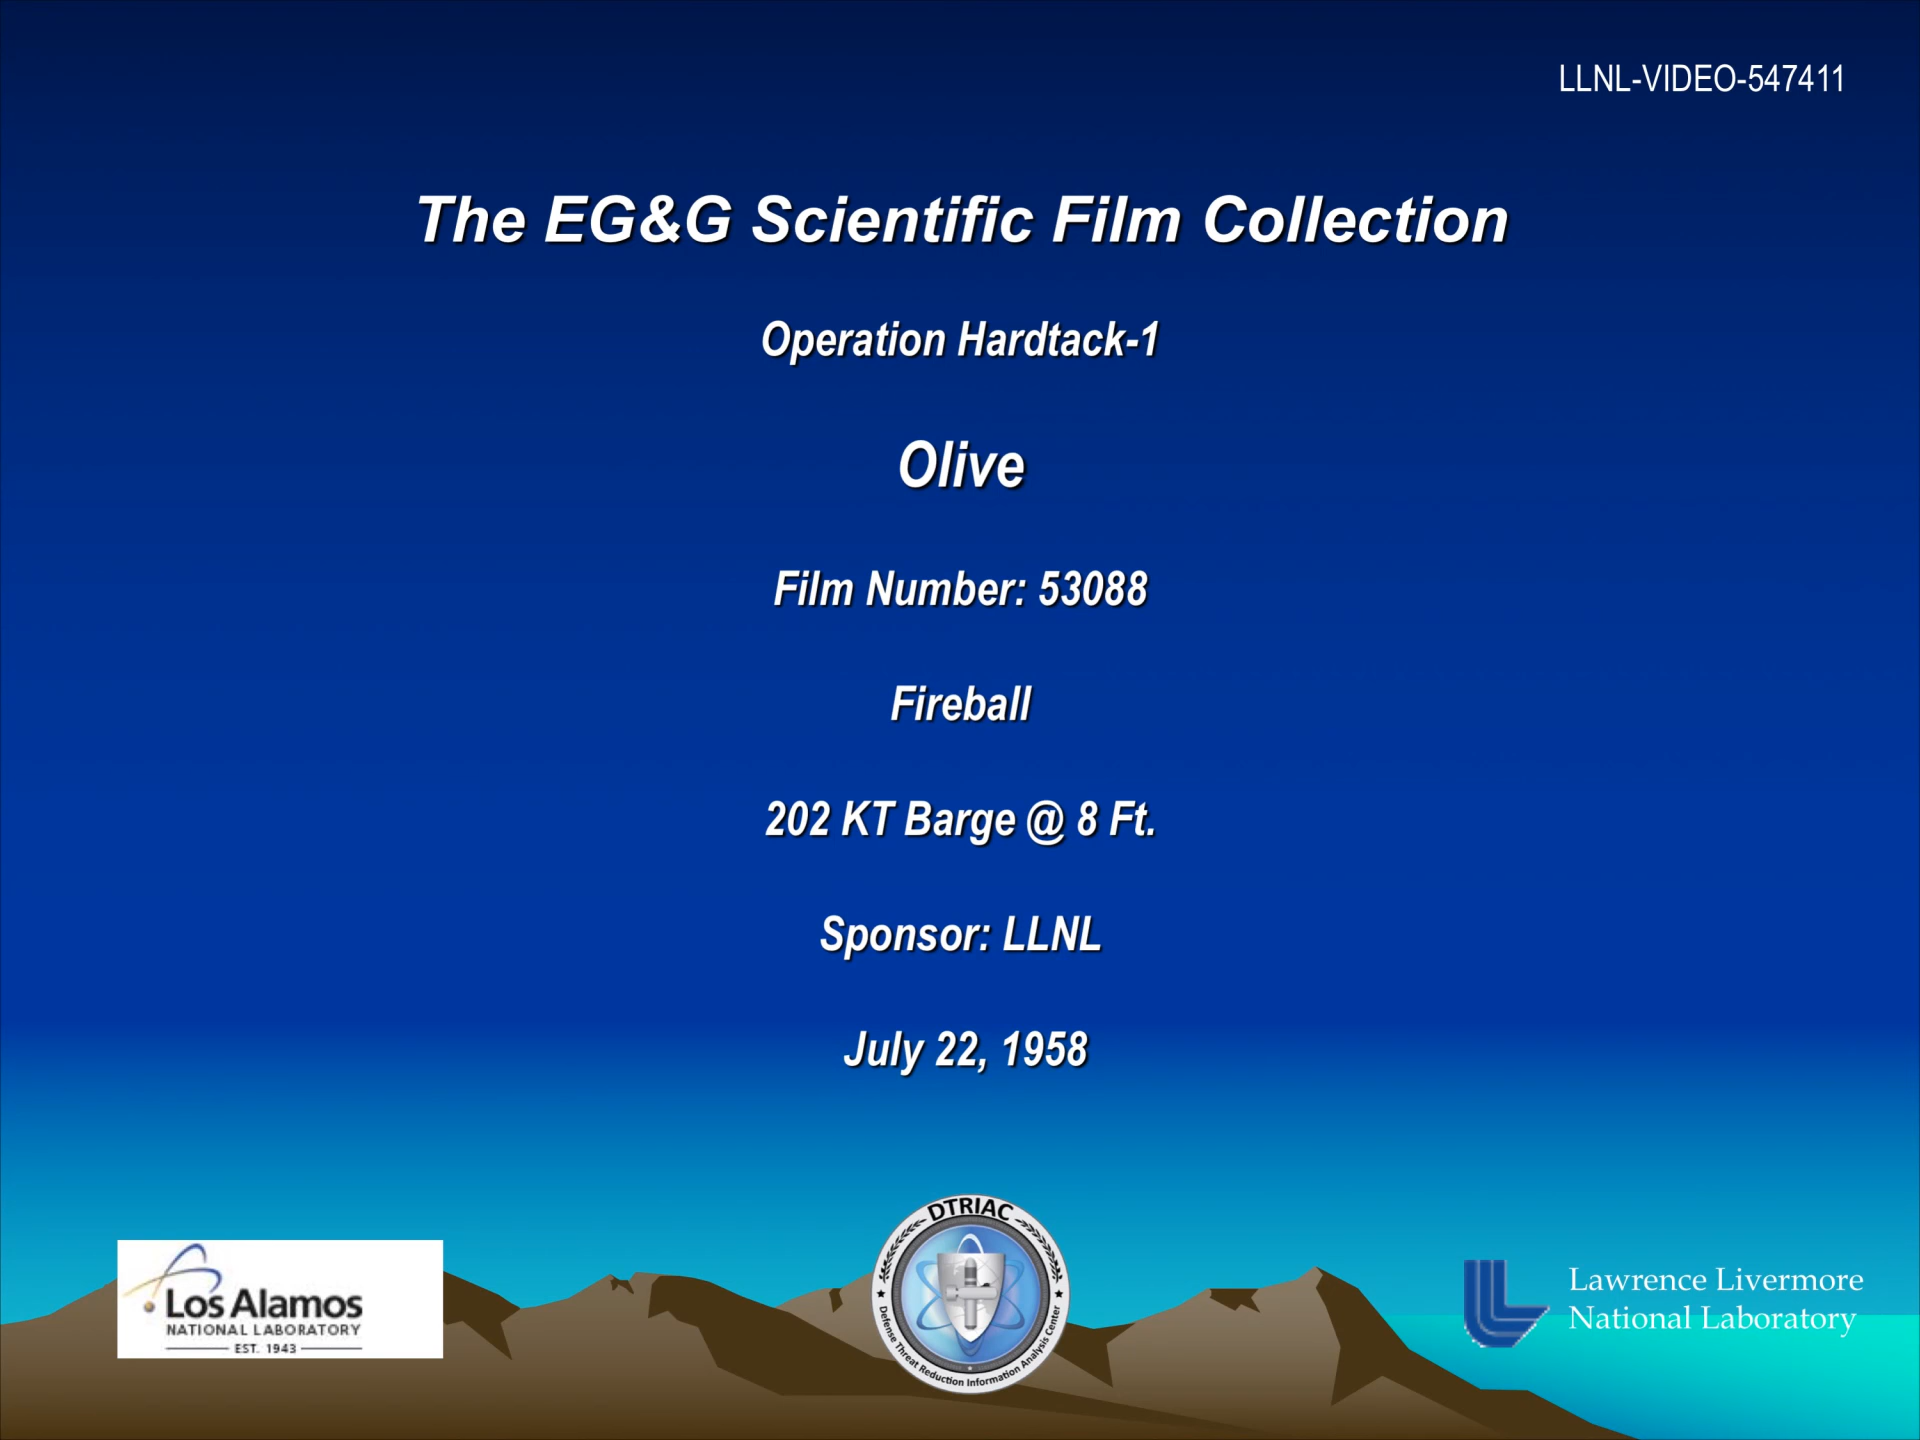 LLNL-VIDEO-547411
The EG&G Scientific Film Collection
Operation Hardtack-1
Olive
Film Number: 53088
Fireball
202 KT Barge @ 8 Ft.
Sponsor: LLNL
July 22, 1958
Los Alamos
NATIONAL LABORATORY
EST. 1943
DTRIAC
Defense Threat Reduction Information Analysis Center
Lawrence Livermore
National Laboratory